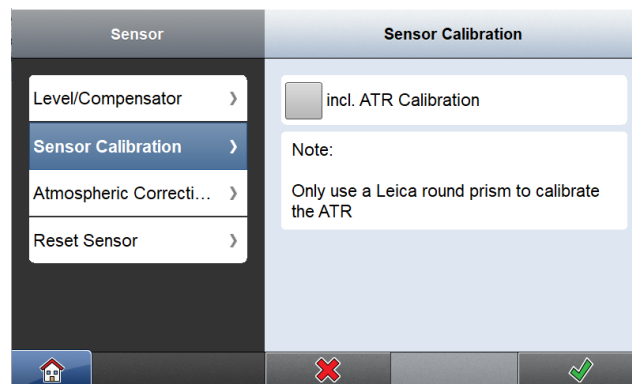 Sensor
Sensor Calibration
Level/Compensator
Sensor Calibration
Atmospheric Correcti...
Reset Sensor
incl. ATR Calibration
Note:
Only use a Leica round prism to calibrate
the ATR